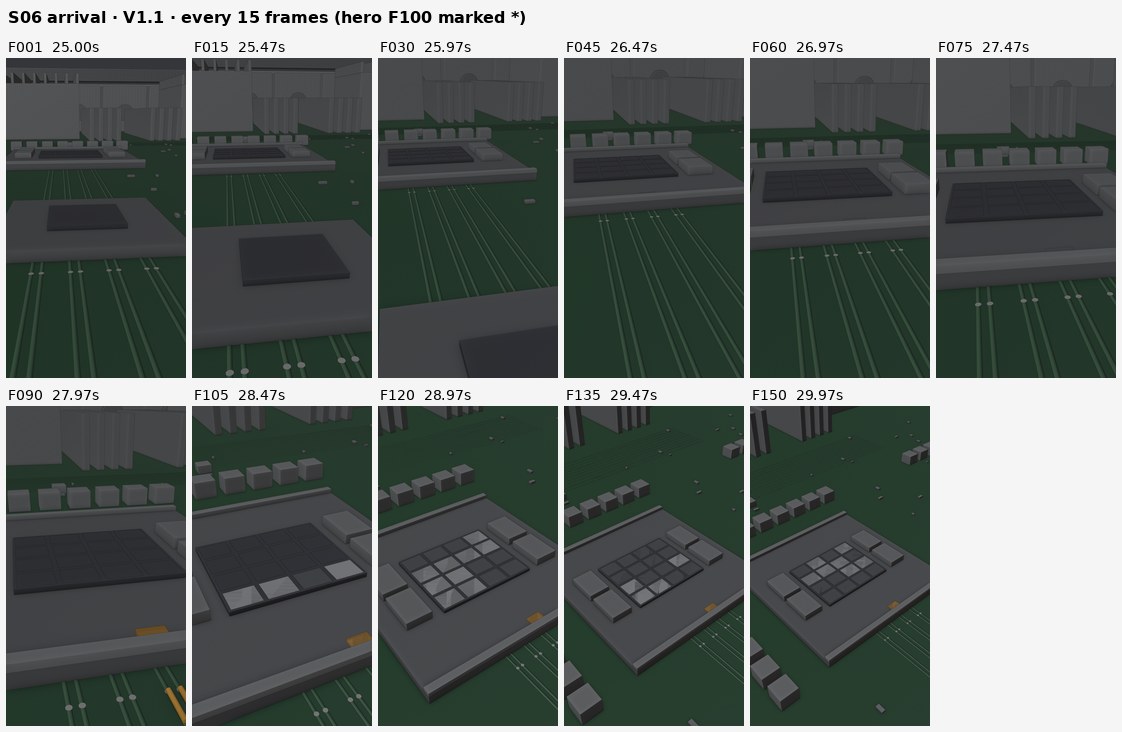 S06 arrival · V1.1 · every 15 frames (hero F100 marked *)
F001 25.00s
F015 25.47s
F030 25.97s
F045 26.47s
F060 26.97s
F075 27.47s
F090 27.97s
F105 28.47s
F120 28.97s
F135 29.47s
F150 29.97s